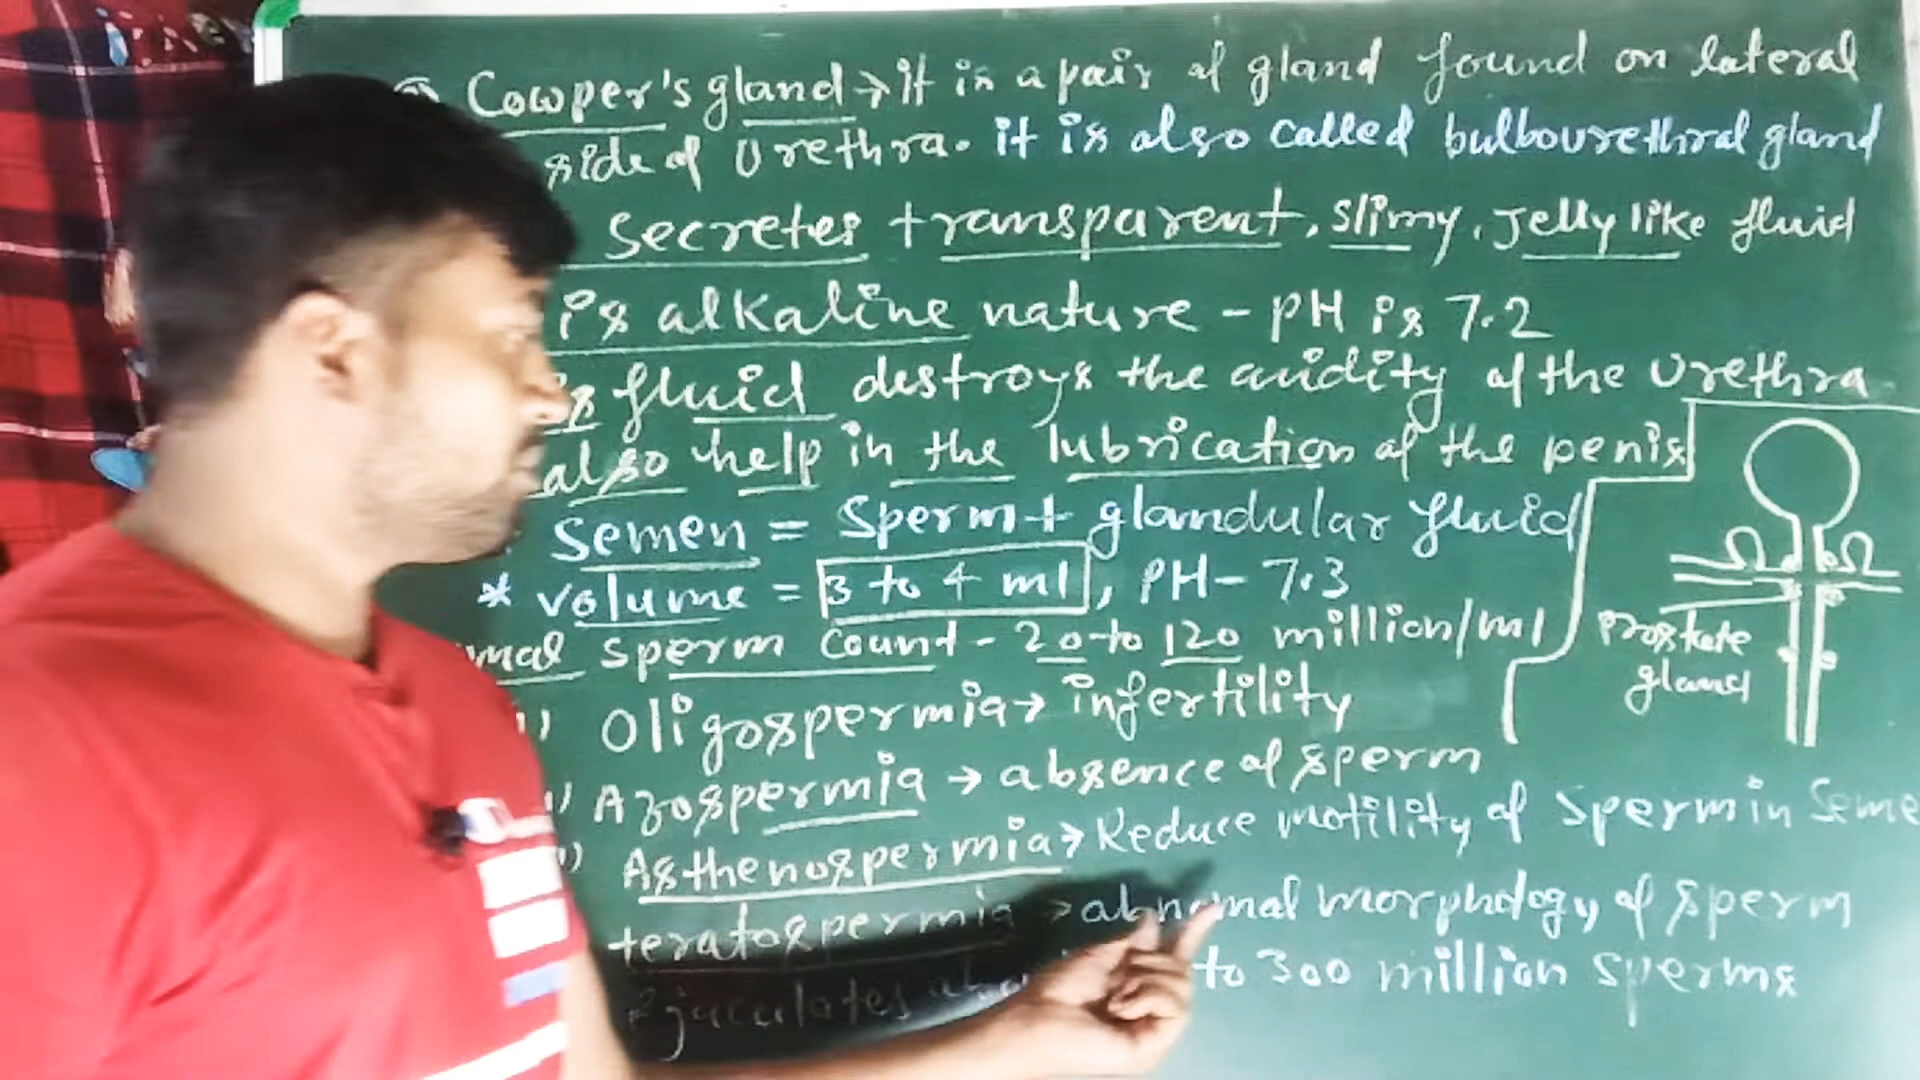 Cowper's gland → it is a pair of gland found on lateral
side of Urethra. it is also called bulbourethral gland
Secretes transparent, slimy, Jelly like fluid
is alkaline nature - PH is 7.2
fluid destroys the acidity of the Urethra
also help in the lubrication of the penis
Semen = Sperm + glandular fluid
* volume = 3 to 4 ml, PH - 7.3
sperm count - 20 to 120 million/ml
Oligospermia → infertility
Azospermia → absence of sperm
Asthenospermia → Reduce motility of sperm in Seme
teratospermia → abnormal morphology of sperm
Ejaculates to 300 million sperms
prostate
gland